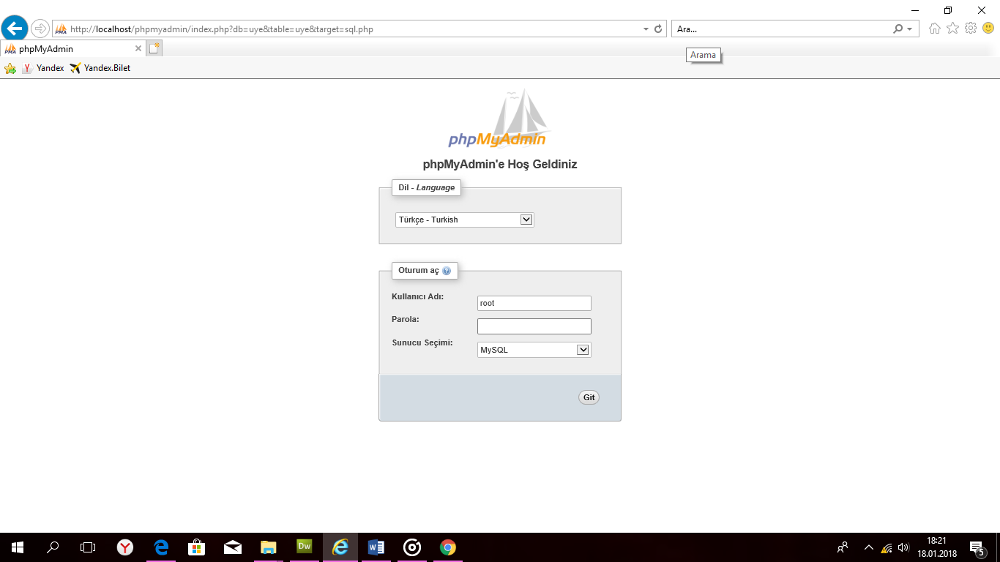 http://localhost/phpmyadmin/index.php?db=uye&table=uye&target=sql.php
Ara...
phpMyAdmin
Arama
Yandex
Yandex.Bilet
phpMyAdmin
phpMyAdmin'e Hoş Geldiniz
Dil - Language
Türkçe - Turkish
Oturum aç
Kullanıcı Adı:
root
Parola:
Sunucu Seçimi:
MySQL
Git
18:21
18.01.2018
5